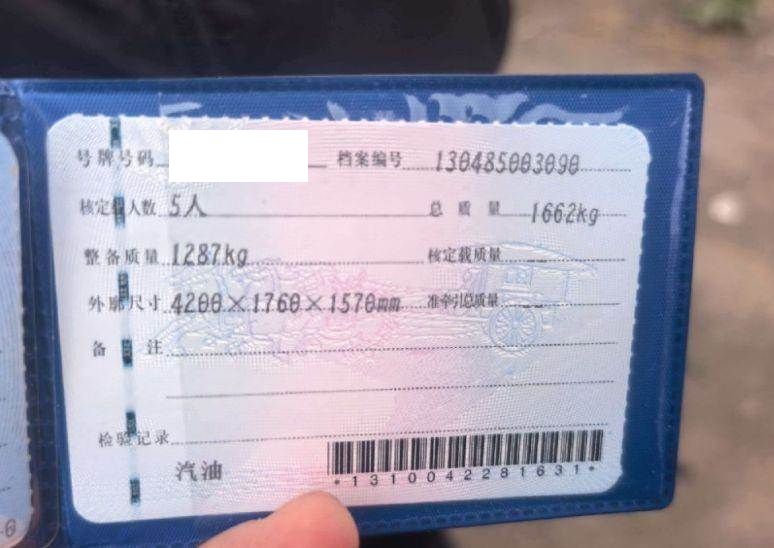 号牌号码 档案编号 130485003090
核定载人数 5人 总质量 1662kg
整备质量 1287kg 核定载质量 --
外廓尺寸 4200×1760×1570mm 准牵引总质量 --
备注
检验记录
汽油
*1310042281631*